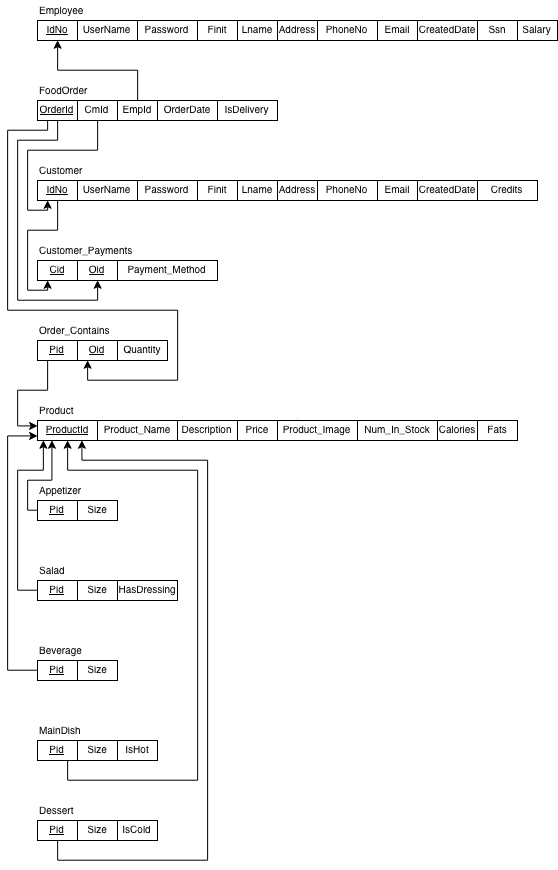 Employee
IdNo UserName Password Finit Lname Address PhoneNo Email CreatedDate Ssn Salary
FoodOrder
OrderId CmId EmpId OrderDate IsDelivery
Customer
IdNo UserName Password Finit Lname Address PhoneNo Email CreatedDate Credits
Customer_Payments
Cid Oid Payment_Method
Order_Contains
Pid Oid Quantity
Product
ProductId Product_Name Description Price Product_Image Num_In_Stock Calories Fats
Appetizer
Pid Size
Salad
Pid Size HasDressing
Beverage
Pid Size
MainDish
Pid Size IsHot
Dessert
Pid Size IsCold